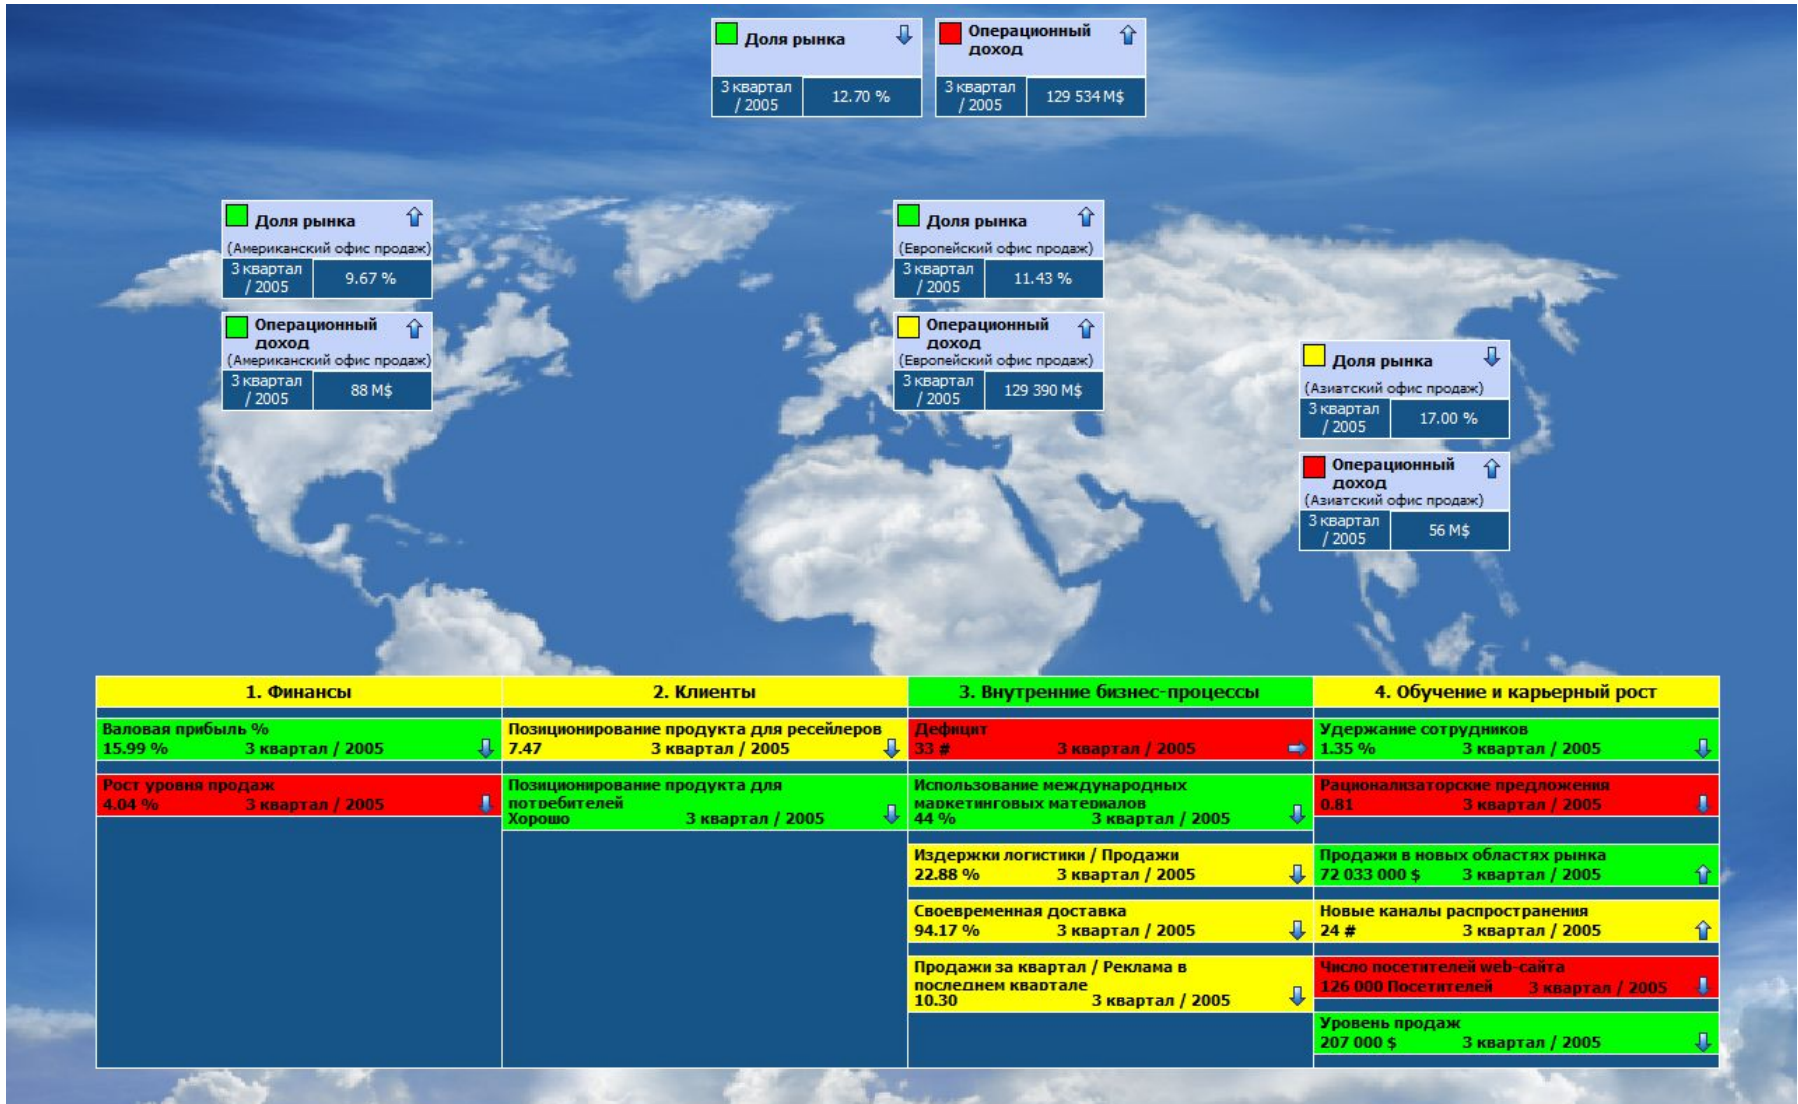 Доля рынка
3 квартал
/ 2005
12.70 %
Операционный
доход
3 квартал
/ 2005
129 534 M$
Доля рынка
(Американский офис продаж)
3 квартал
/ 2005
9.67 %
Операционный
доход
(Американский офис продаж)
3 квартал
/ 2005
88 M$
Доля рынка
(Европейский офис продаж)
3 квартал
/ 2005
11.43 %
Операционный
доход
(Европейский офис продаж)
3 квартал
/ 2005
129 390 M$
Доля рынка
(Азиатский офис продаж)
3 квартал
/ 2005
17.00 %
Операционный
доход
(Азиатский офис продаж)
3 квартал
/ 2005
56 M$
1. Финансы
Валовая прибыль %
15.99 % 3 квартал / 2005
Рост уровня продаж
4.04 % 3 квартал / 2005
2. Клиенты
Позиционирование продукта для ресейлеров
7.47 3 квартал / 2005
Позиционирование продукта для
потребителей
Хорошо 3 квартал / 2005
3. Внутренние бизнес-процессы
Дефицит
33 # 3 квартал / 2005
Использование международных
маркетинговых материалов
44 % 3 квартал / 2005
Издержки логистики / Продажи
22.88 % 3 квартал / 2005
Своевременная доставка
94.17 % 3 квартал / 2005
Продажи за квартал / Реклама в
последнем квартале
10.30 3 квартал / 2005
4. Обучение и карьерный рост
Удержание сотрудников
1.35 % 3 квартал / 2005
Рационализаторские предложения
0.81 3 квартал / 2005
Продажи в новых областях рынка
72 033 000 $ 3 квартал / 2005
Новые каналы распространения
24 # 3 квартал / 2005
Число посетителей web-сайта
126 000 Посетителей 3 квартал / 2005
Уровень продаж
207 000 $ 3 квартал / 2005